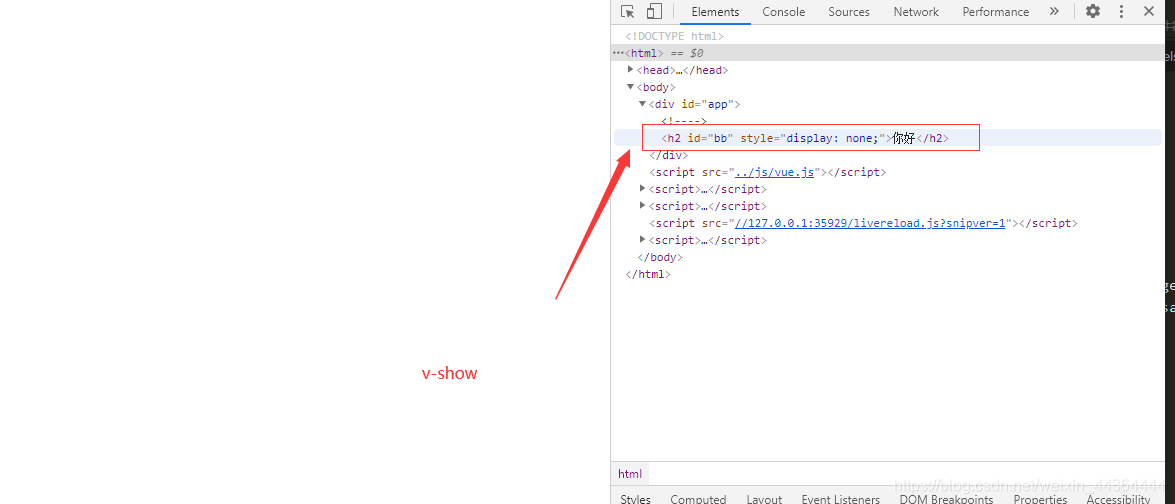 Elements Console Sources Network Performance »
<!DOCTYPE html>
•••<html> == $0
<head>…</head>
<body>
<div id="app">
<!---->
<h2 id="bb" style="display: none;">你好</h2>
</div>
<script src="../js/vue.js"></script>
<script>…</script>
<script>…</script>
<script src="//127.0.0.1:35929/livereload.js?snipver=1"></script>
<script>…</script>
</body>
</html>
v-show
html
https://blog.csdn.net/weixin_44364444
Styles Computed Layout Event Listeners DOM Breakpoints Properties Accessibility